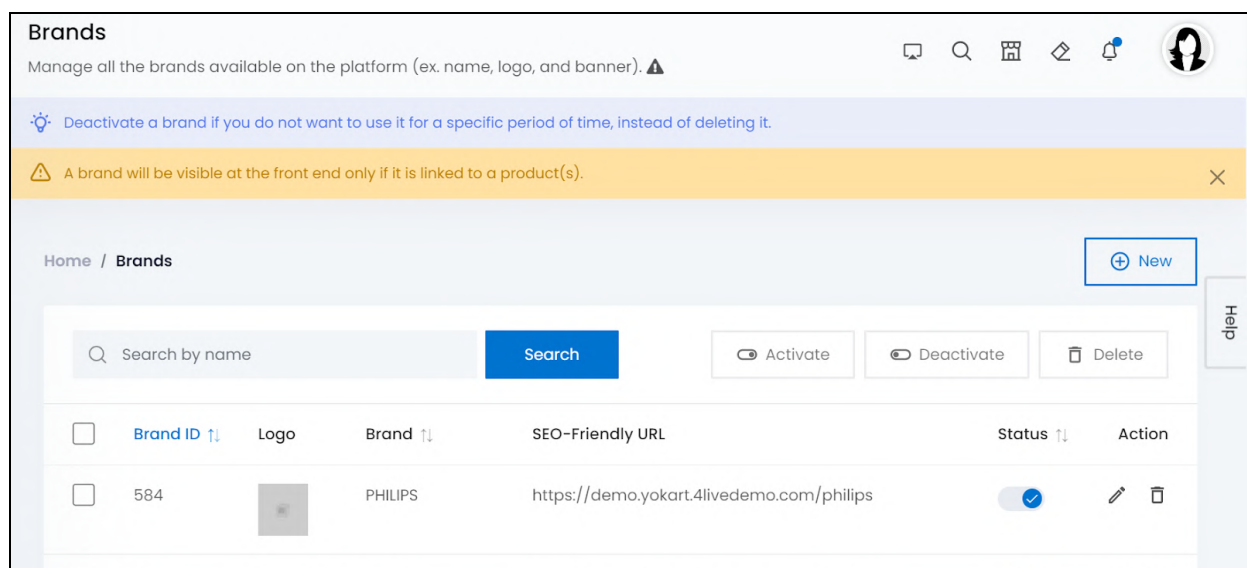 Brands
Manage all the brands available on the platform (ex. name, logo, and banner).
Deactivate a brand if you do not want to use it for a specific period of time, instead of deleting it.
A brand will be visible at the front end only if it is linked to a product(s).
Home / Brands
New
Help
Search by name
Search
Activate
Deactivate
Delete
Brand ID Logo Brand SEO-Friendly URL Status Action
584 PHILIPS https://demo.yokart.4livedemo.com/philips